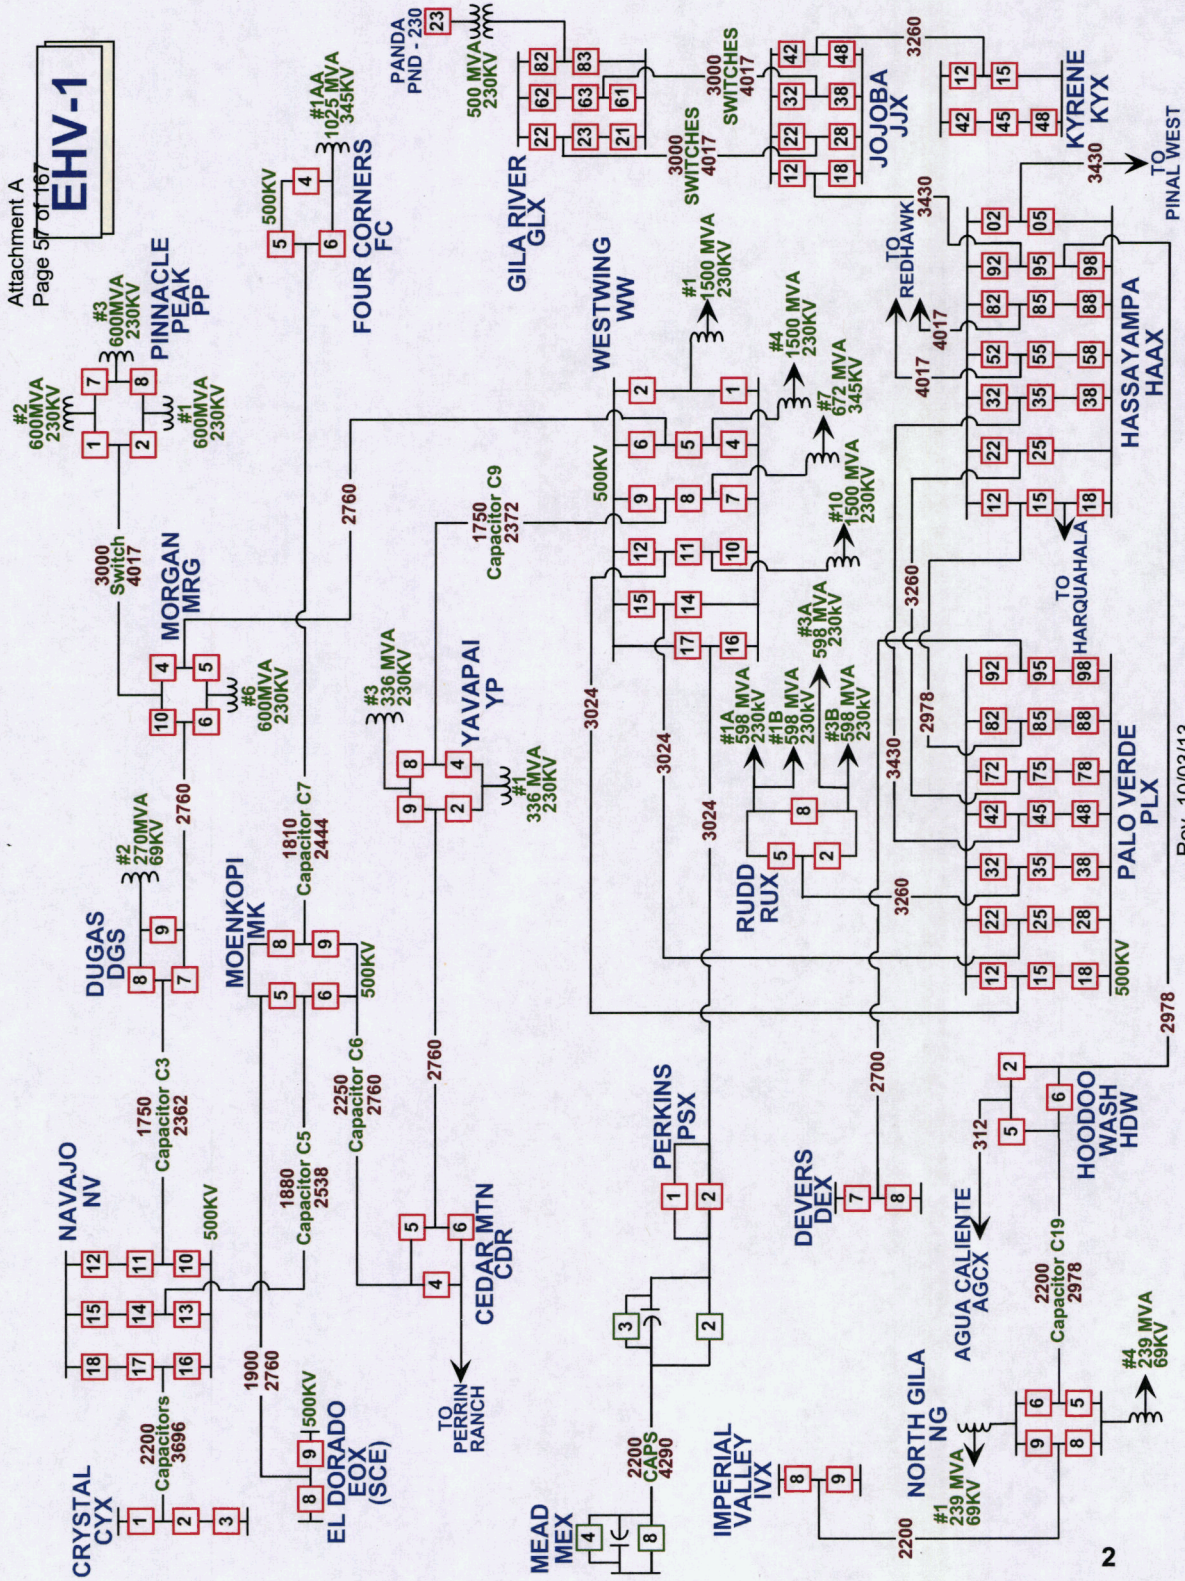 Attachment A
Page 57 of 167
EHV-1
CRYSTAL
CYX
1
2
3
2200
Capacitors
3696
NAVAJO
NV
18
17
16
15
14
13
12
11
10
500KV
1750
Capacitor C3
2362
DUGAS
DGS
8
7
9
#2
270MVA
69KV
2760
MORGAN
MRG
10
6
4
5
#6
600MVA
230KV
3000
Switch
4017
PINNACLE
PEAK
PP
1
2
7
8
#2
600MVA
230KV
#1
600MVA
230KV
#3
600MVA
230KV
2760
EL DORADO
EOX
(SCE)
8
9
500KV
1900
2760
1880
Capacitor C5
2538
MOENKOPI
MK
5
6
8
9
500KV
1810
Capacitor C7
2444
FOUR CORNERS
FC
5
6
4
500KV
#1AA
1025 MVA
345KV
2250
Capacitor C6
2760
CEDAR MTN
CDR
4
5
6
TO
PERRIN
RANCH
2760
YAVAPAI
YP
9
2
8
4
#3
336 MVA
230KV
#1
336 MVA
230KV
1750
Capacitor C9
2372
PANDA
PND - 230
23
500 MVA
230KV
GILA RIVER
GLX
22
23
21
62
63
61
82
83
3000
4017
SWITCHES
3000
4017
SWITCHES
JOJOBA
JJX
12
18
22
28
32
38
42
48
3260
KYRENE
KYX
42
45
48
12
15
WESTWING
WW
500KV
17
16
15
14
12
11
10
9
8
7
6
5
4
2
1
#1
1500 MVA
230KV
#4
1500 MVA
230KV
#7
672 MVA
345KV
#10
1500 MVA
230KV
3024
3024
3024
MEAD
MEX
4
8
2200
CAPS
4290
3
2
PERKINS
PSX
1
2
RUDD
RUX
5
2
8
#1A
598 MVA
230kV
#1B
598 MVA
230kV
#3A
598 MVA
230kV
#3B
598 MVA
230kV
3260
3430
3260
2978
4017
4017
TO
REDHAWK
3430
3430
TO
PINAL WEST
TO
HARQUAHALA
HASSAYAMPA
HAAX
12
15
18
22
25
32
35
38
52
55
58
82
85
88
92
95
98
02
05
PALO VERDE
PLX
500KV
12
15
18
22
25
28
32
35
38
42
45
48
72
75
78
82
85
88
92
95
98
DEVERS
DEX
7
8
2700
IMPERIAL
VALLEY
IVX
8
9
2200
NORTH GILA
NG
9
8
6
5
#1
239 MVA
69KV
#4
239 MVA
69KV
2200
Capacitor C19
2978
AGUA CALIENTE
AGCX
312
HOODOO
WASH
HDW
5
2
6
2978
Rev. 10/03/13
2